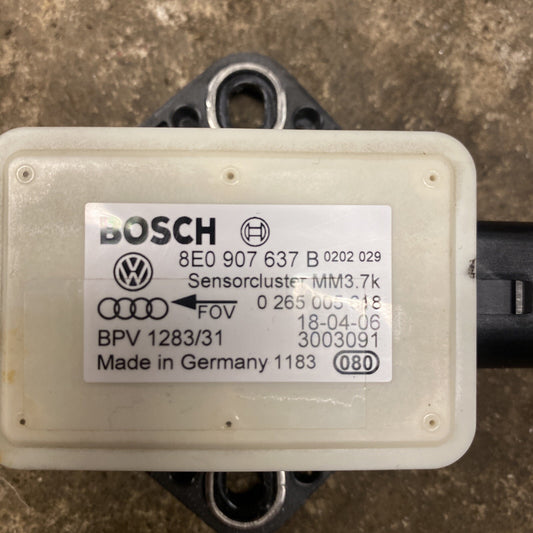 BOSCH
8E0 907 637 B 0202 029
Sensorcluster MM3.7k
FOV 0 265 005 618
18-04-06
BPV 1283/31 3003091
Made in Germany 1183 080